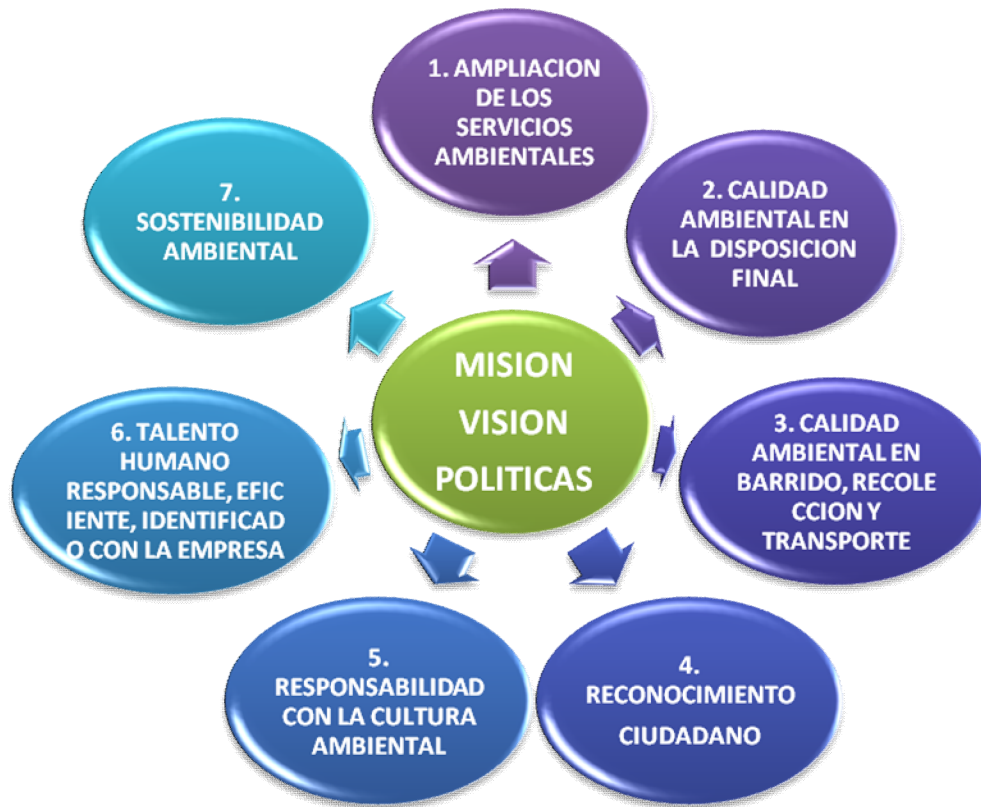 1. AMPLIACION
DE LOS
SERVICIOS
AMBIENTALES
2. CALIDAD
AMBIENTAL EN
LA DISPOSICION
FINAL
3. CALIDAD
AMBIENTAL EN
BARRIDO, RECOLE
CCION Y
TRANSPORTE
4.
RECONOCIMIENTO
CIUDADANO
5.
RESPONSABILIDAD
CON LA CULTURA
AMBIENTAL
6. TALENTO
HUMANO
RESPONSABLE, EFIC
IENTE, IDENTIFICAD
O CON LA EMPRESA
7.
SOSTENIBILIDAD
AMBIENTAL
MISION
VISION
POLITICAS